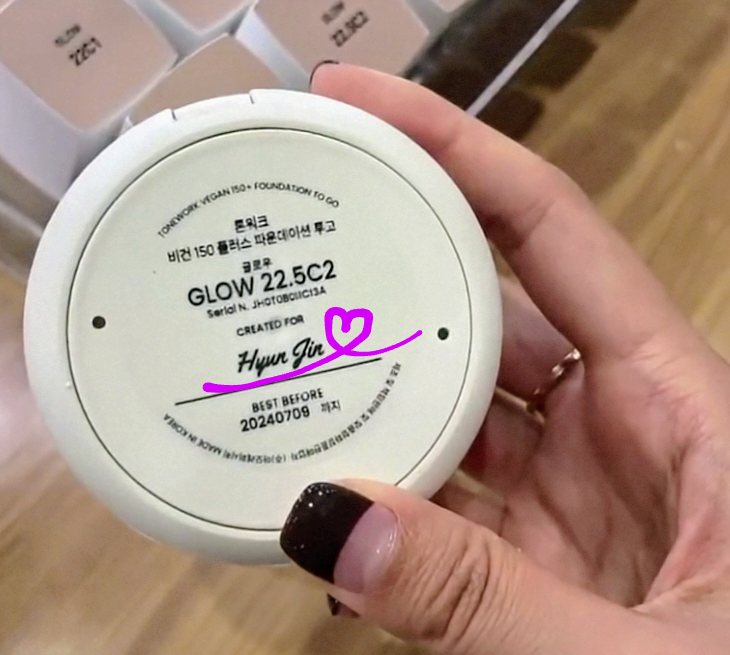 GLOW
22C1
GLOW
22.5C2
TONEWORK VEGAN 150+ FOUNDATION TO GO
톤워크
비건 150 플러스 파운데이션 투고
글로우
GLOW 22.5C2
Serial N.
CREATED FOR
Hyun Jin
BEST BEFORE
20240709 까지
MADE IN KOREA